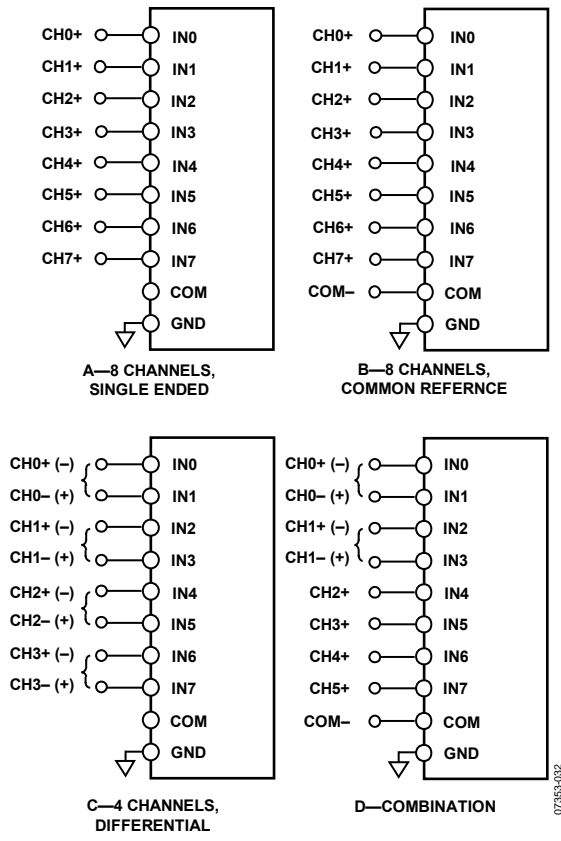 CH0+ IN0
CH1+ IN1
CH2+ IN2
CH3+ IN3
CH4+ IN4
CH5+ IN5
CH6+ IN6
CH7+ IN7
COM
GND
A—8 CHANNELS,
SINGLE ENDED
CH0+ IN0
CH1+ IN1
CH2+ IN2
CH3+ IN3
CH4+ IN4
CH5+ IN5
CH6+ IN6
CH7+ IN7
COM– COM
GND
B—8 CHANNELS,
COMMON REFERNCE
CH0+ (–) IN0
CH0– (+) IN1
CH1+ (–) IN2
CH1– (+) IN3
CH2+ (–) IN4
CH2– (+) IN5
CH3+ (–) IN6
CH3– (+) IN7
COM
GND
C—4 CHANNELS,
DIFFERENTIAL
CH0+ (–) IN0
CH0– (+) IN1
CH1+ (–) IN2
CH1– (+) IN3
CH2+ IN4
CH3+ IN5
CH4+ IN6
CH5+ IN7
COM– COM
GND
D—COMBINATION
07353-032